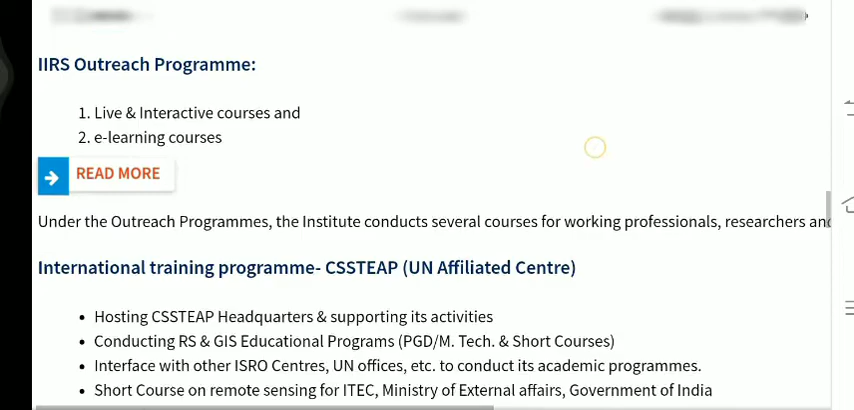 IIRS Outreach Programme:
1. Live & Interactive courses and
2. e-learning courses
READ MORE
Under the Outreach Programmes, the Institute conducts several courses for working professionals, researchers and
International training programme- CSSTEAP (UN Affiliated Centre)
• Hosting CSSTEAP Headquarters & supporting its activities
• Conducting RS & GIS Educational Programs (PGD/M. Tech. & Short Courses)
• Interface with other ISRO Centres, UN offices, etc. to conduct its academic programmes.
• Short Course on remote sensing for ITEC, Ministry of External affairs, Government of India